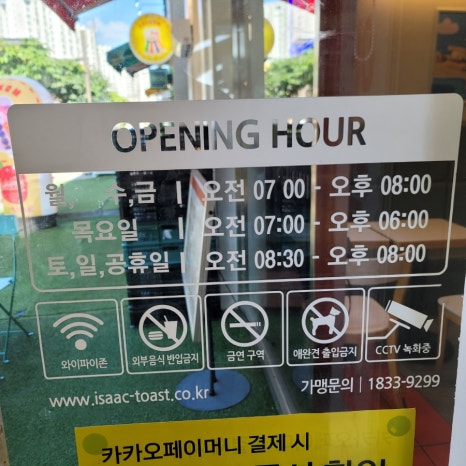 OPENING HOUR
월, 수,금 | 오전 07 00 - 오후 08:00
목요일 | 오전 07:00 - 오후 06:00
토,일,공휴일 | 오전 08:30 - 오후 08:00
와이파이존 외부음식 반입금지 금연 구역 애완견 출입금지 CCTV 녹화중
www.isaac-toast.co.kr 가맹문의 | 1833-9299
카카오페이머니 결제 시